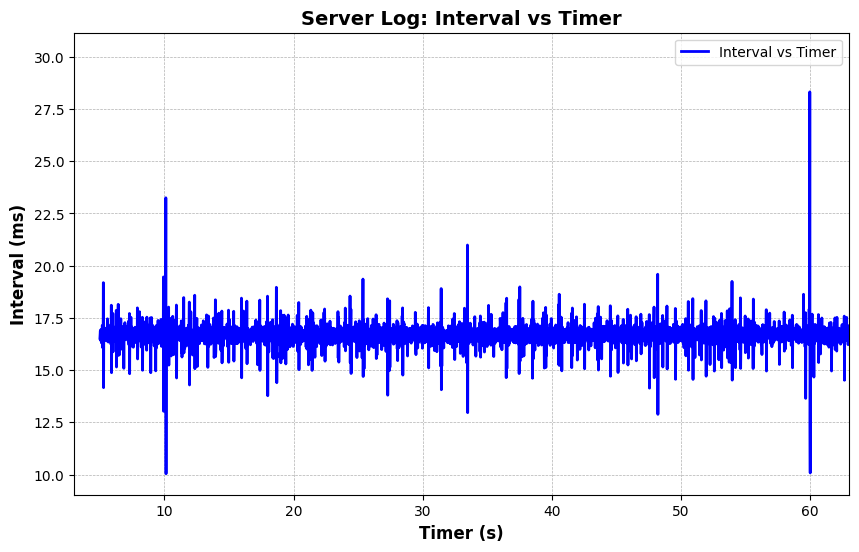 Server Log: Interval vs Timer
Interval vs Timer
30.0
27.5
25.0
22.5
20.0
17.5
15.0
12.5
10.0
Interval (ms)
10 20 30 40 50 60
Timer (s)